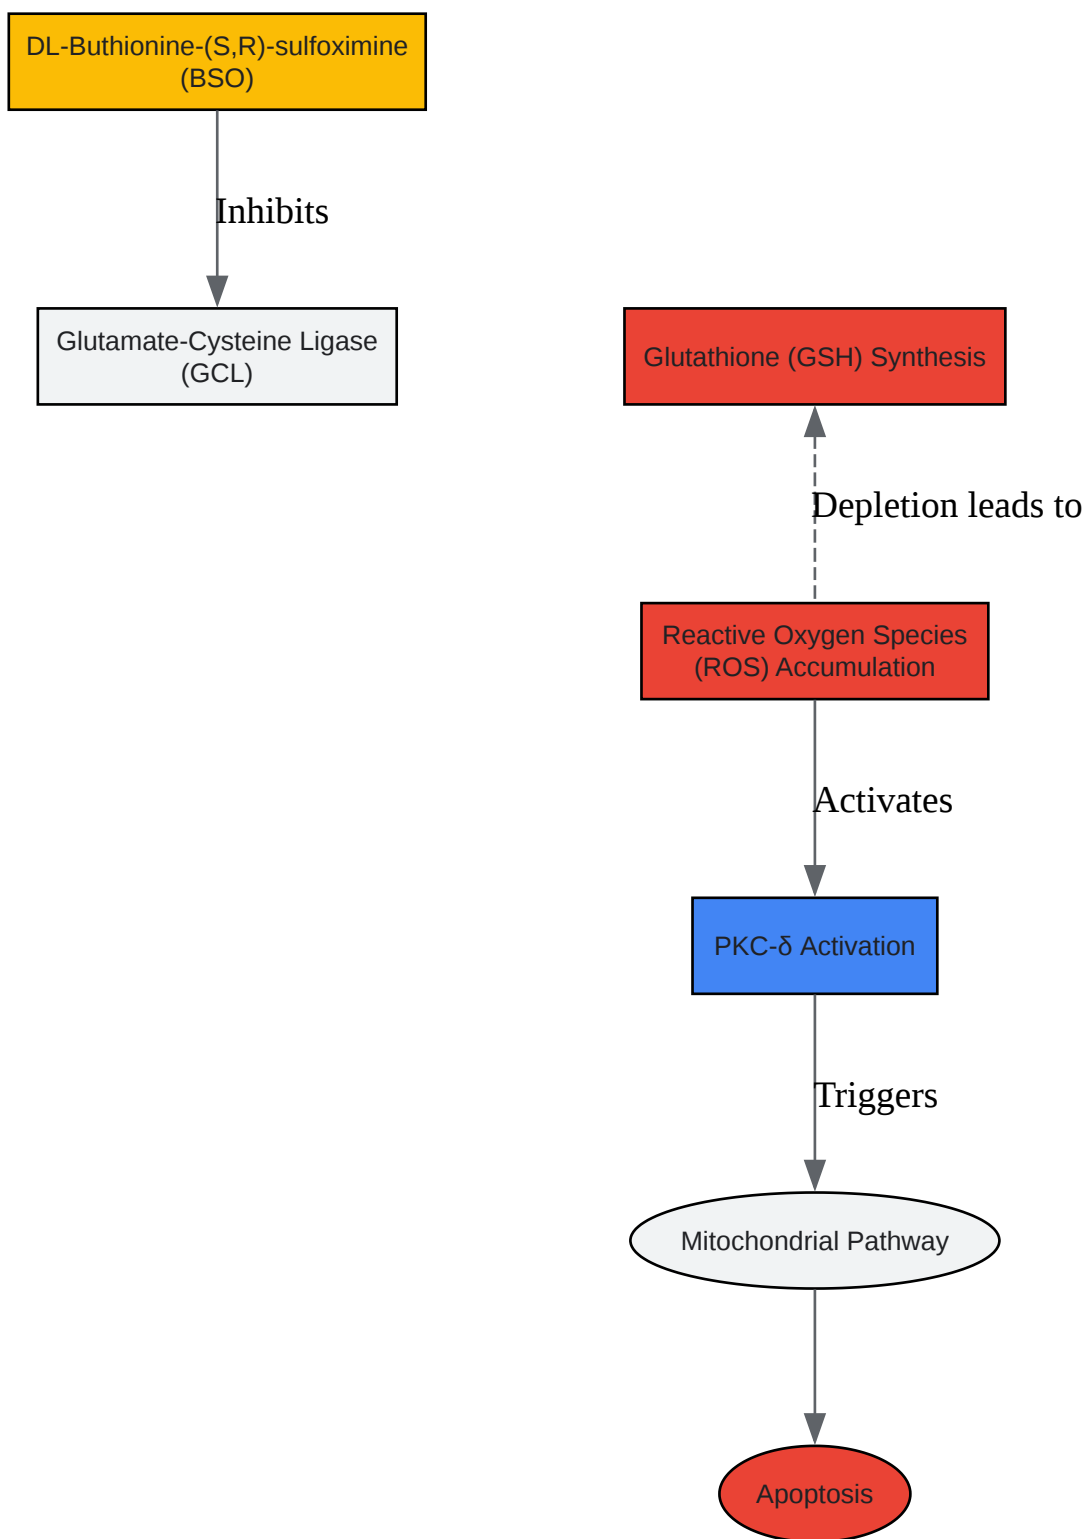 DL-Buthionine-(S,R)-sulfoximine
(BSO)
Inhibits
Glutamate-Cysteine Ligase
(GCL)
Glutathione (GSH) Synthesis
Depletion leads to
Reactive Oxygen Species
(ROS) Accumulation
Activates
PKC-δ Activation
Triggers
Mitochondrial Pathway
Apoptosis